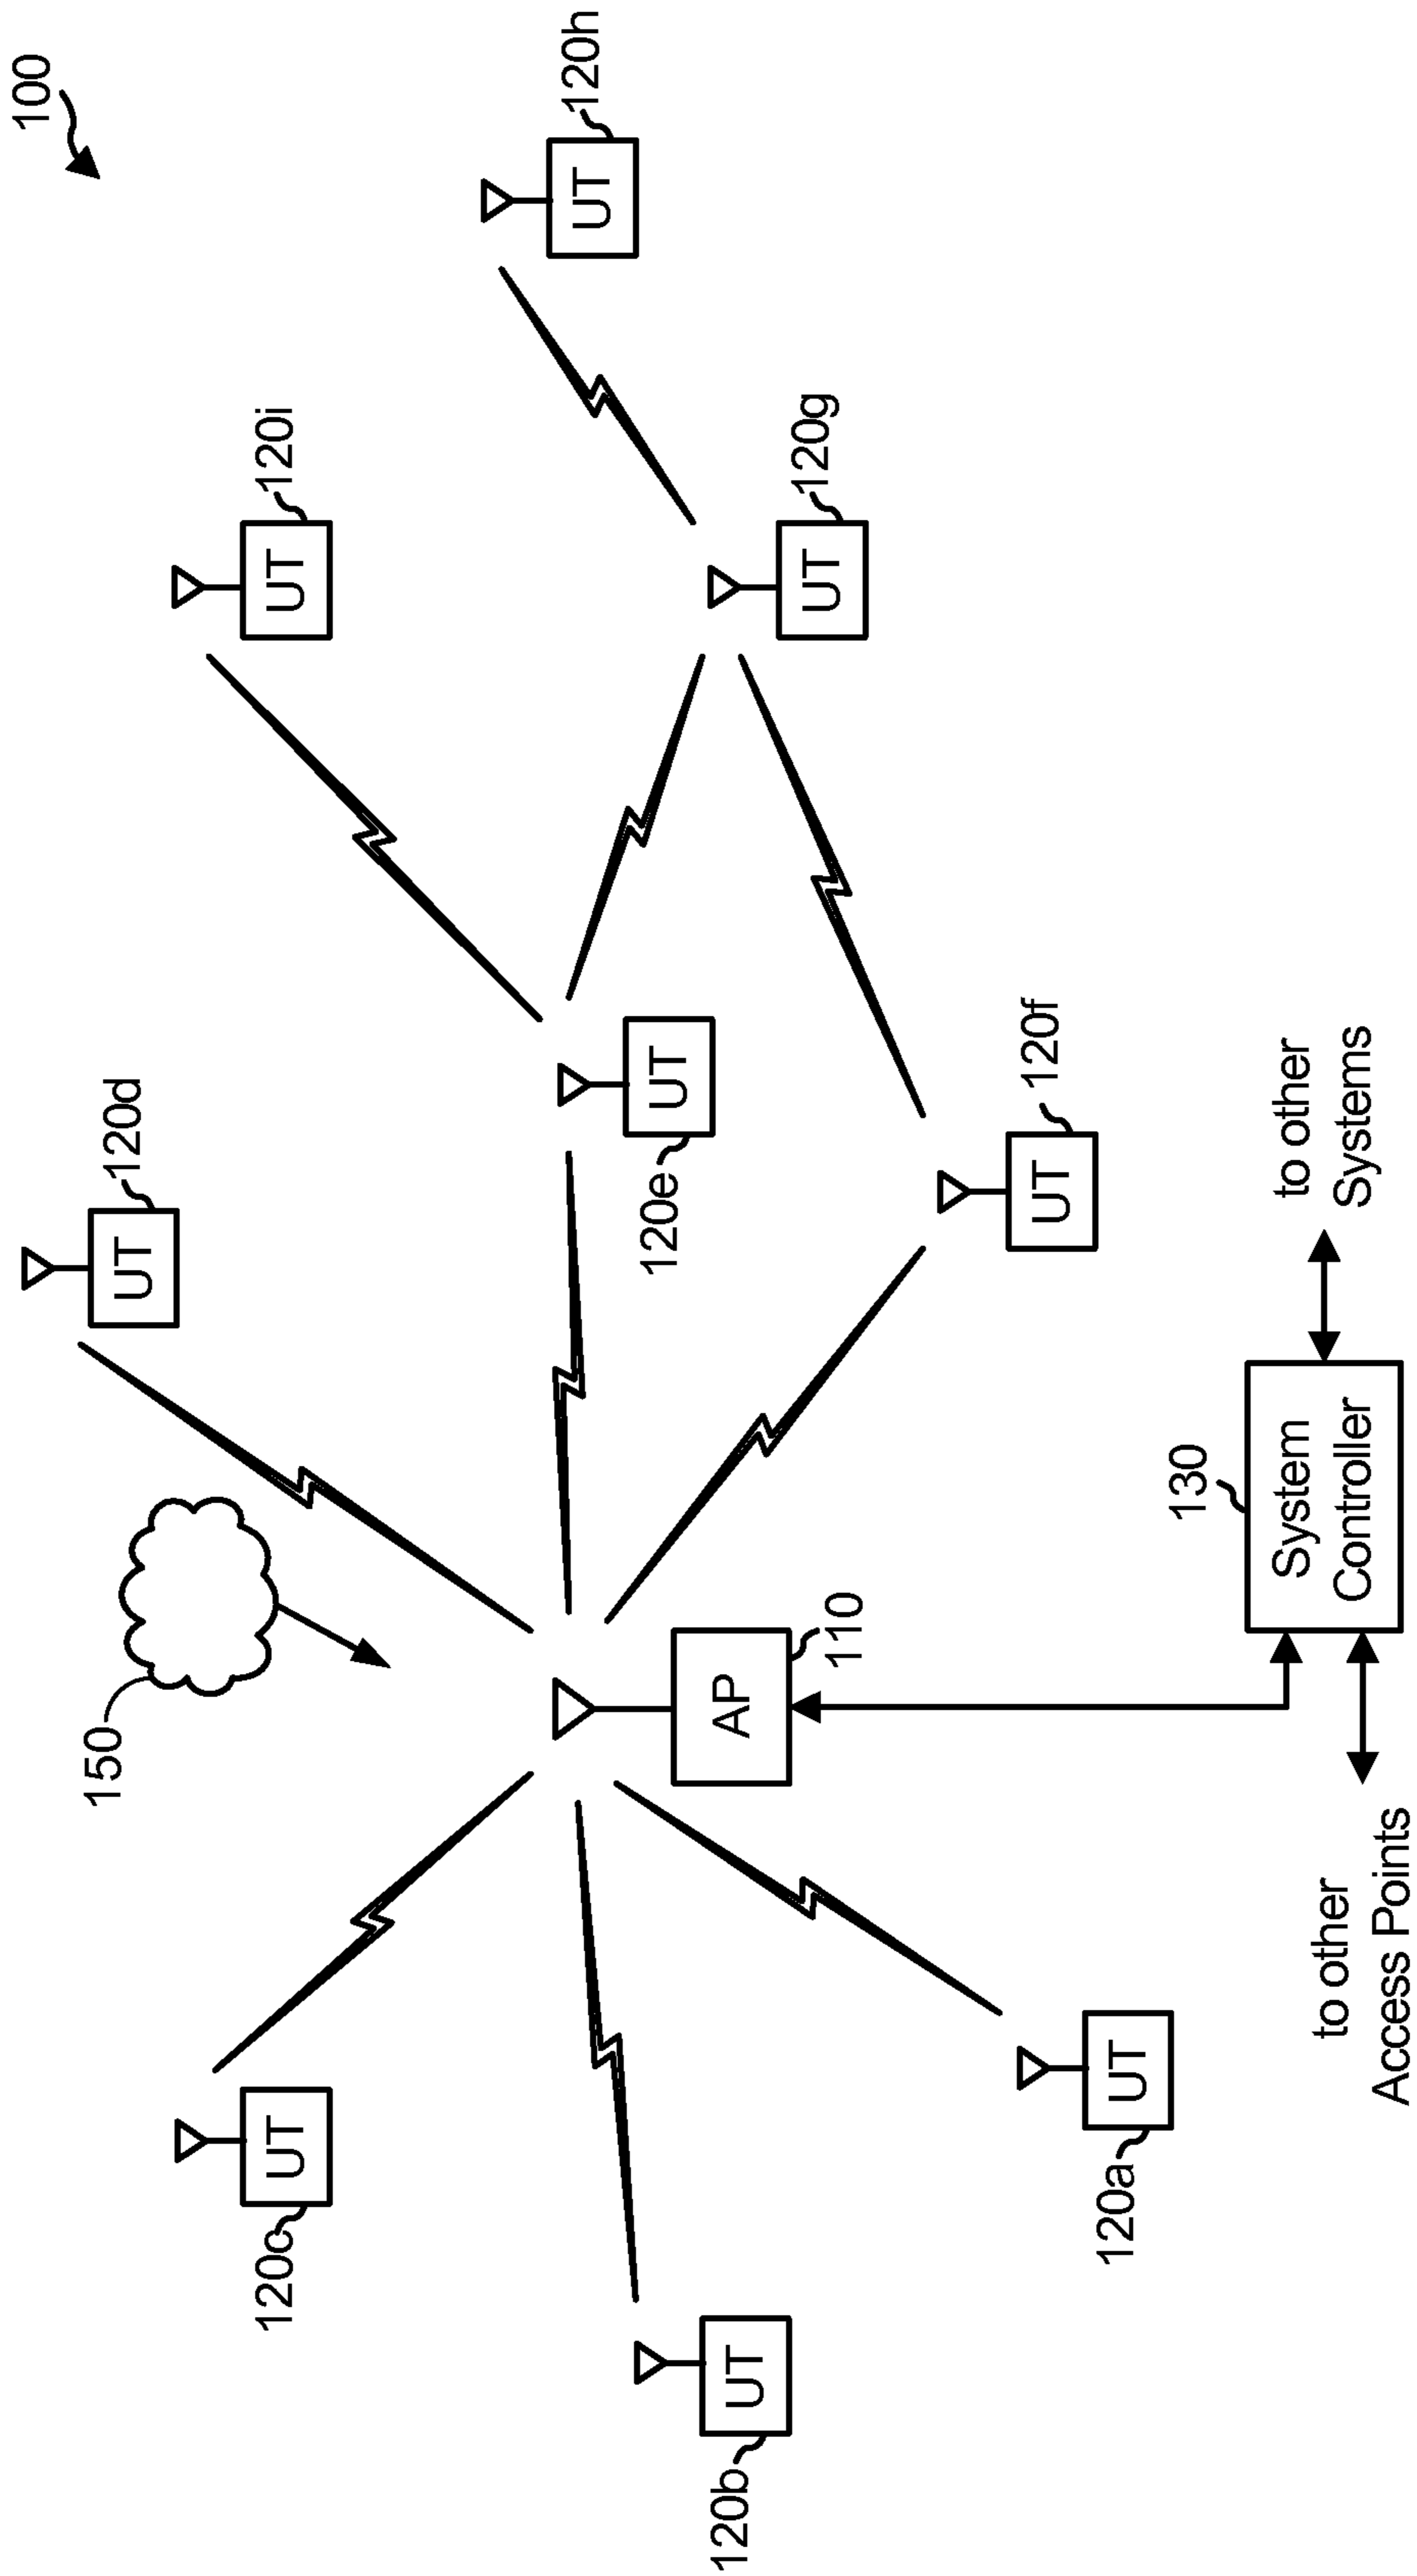 100
150
120d
UT
120i
UT
120h
UT
120c
UT
120e
UT
120g
UT
120b
UT
AP
110
120f
UT
120a
UT
130
System
Controller
to other
Systems
to other
Access Points